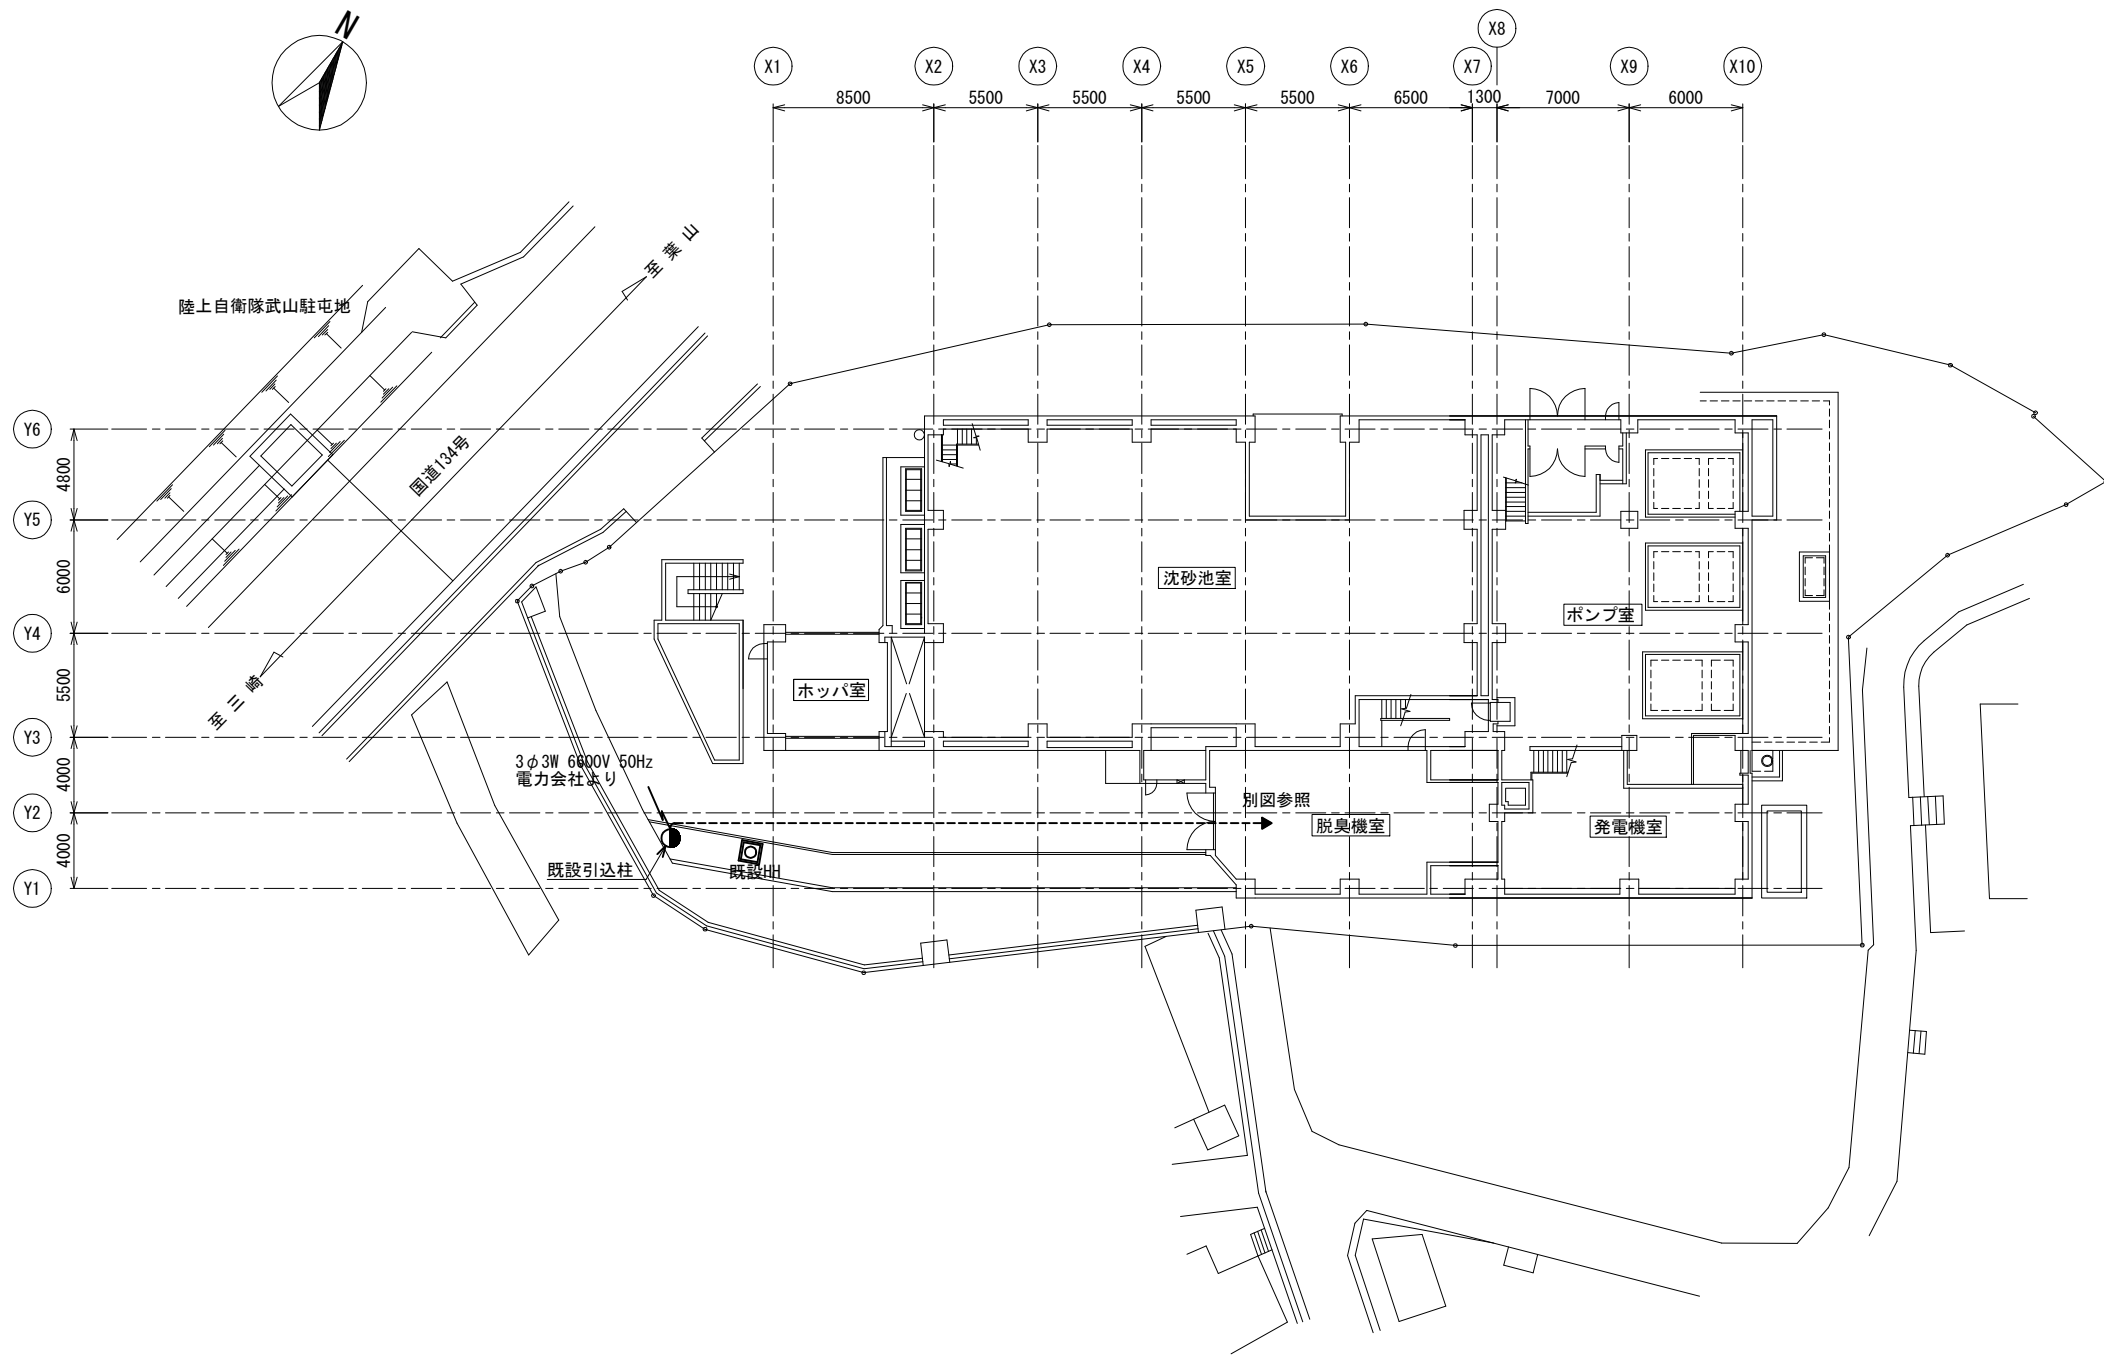 N
X8
X1
X2
X3
X4
X5
X6
X7
X9
X10
8500
5500
5500
5500
5500
6500
1300
7000
6000
陸上自衛隊武山駐屯地
至葉山
国道134号
至三崎
Y6
4800
Y5
6000
Y4
5500
Y3
4000
Y2
4000
Y1
沈砂池室
ポンプ室
ホッパ室
3φ3W 6600V 50Hz
電力会社より
別図参照
脱臭機室
発電機室
既設引込柱
既設HH